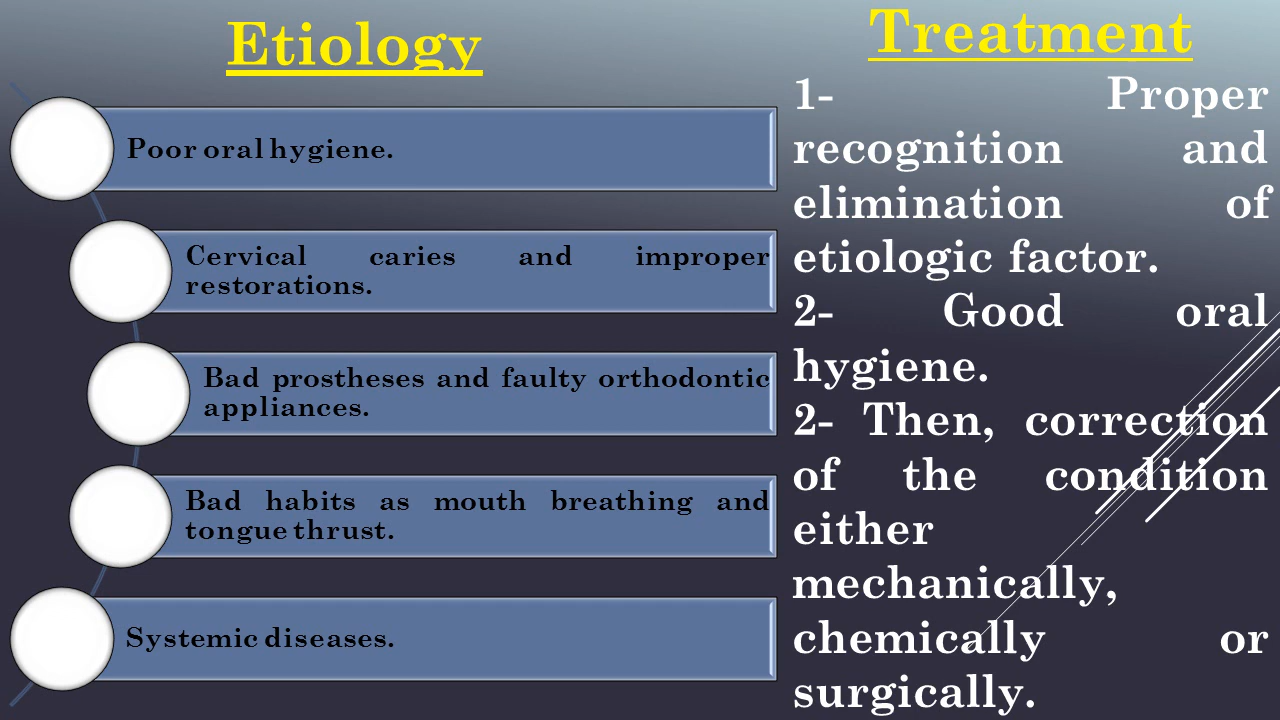 Etiology
Poor oral hygiene.
Cervical caries and improper
restorations.
Bad prostheses and faulty orthodontic
appliances.
Bad habits as mouth breathing and
tongue thrust.
Systemic diseases.
Treatment
1- Proper
recognition and
elimination of
etiologic factor.
2- Good oral
hygiene.
2- Then, correction
of the condition
either
mechanically,
chemically or
surgically.